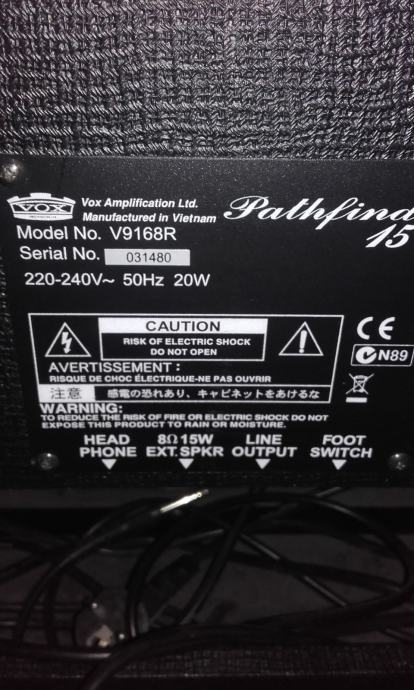 VOX
Vox Amplification Ltd.
Manufactured in Vietnam
Pathfind
15
Model No. V9168R
Serial No. 031480
220-240V~ 50Hz 20W
CAUTION
RISK OF ELECTRIC SHOCK
DO NOT OPEN
AVERTISSEMENT :
RISQUE DE CHOC ÉLECTRIQUE-NE PAS OUVRIR
注意 感電の恐れあり、キャビネットをあけるな
WARNING:
TO REDUCE THE RISK OF FIRE OR ELECTRIC SHOCK DO NOT
EXPOSE THIS PRODUCT TO RAIN OR MOISTURE.
CE
N89
HEAD PHONE
8Ω 15W EXT.SPKR
LINE OUTPUT
FOOT SWITCH